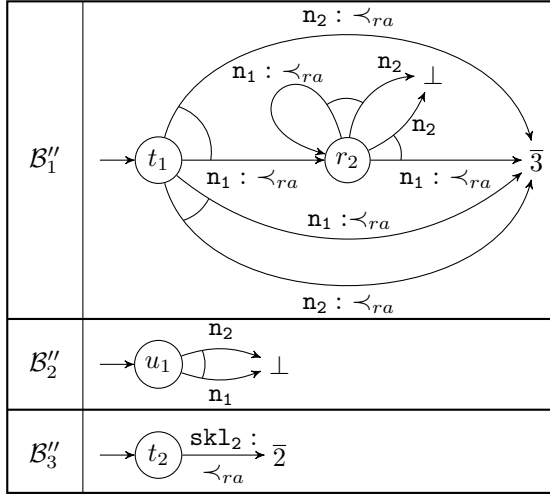 n₂ : ≺ᵣₐ
n₁ : ≺ᵣₐ n₂ ⊥
n₂
ℬ″₁ t₁ r₂ 3̅
n₁ : ≺ᵣₐ n₁ : ≺ᵣₐ
n₁ : ≺ᵣₐ
n₂ : ≺ᵣₐ
n₂
ℬ″₂ u₁ ⊥
n₁
skl₂ :
ℬ″₃ t₂ 2̅
≺ᵣₐ